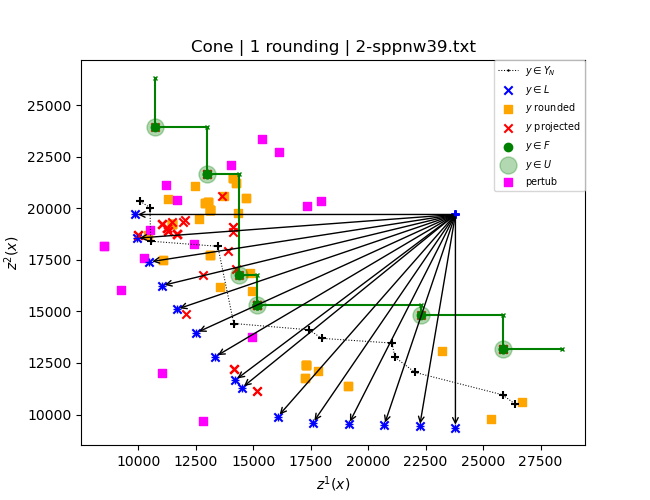 Cone | 1 rounding | 2-sppnw39.txt
y ∈ Y_N
y ∈ L
y rounded
y projected
y ∈ F
y ∈ U
pertub
25000
22500
20000
17500
15000
12500
10000
z²(x)
10000 12500 15000 17500 20000 22500 25000 27500
z¹(x)